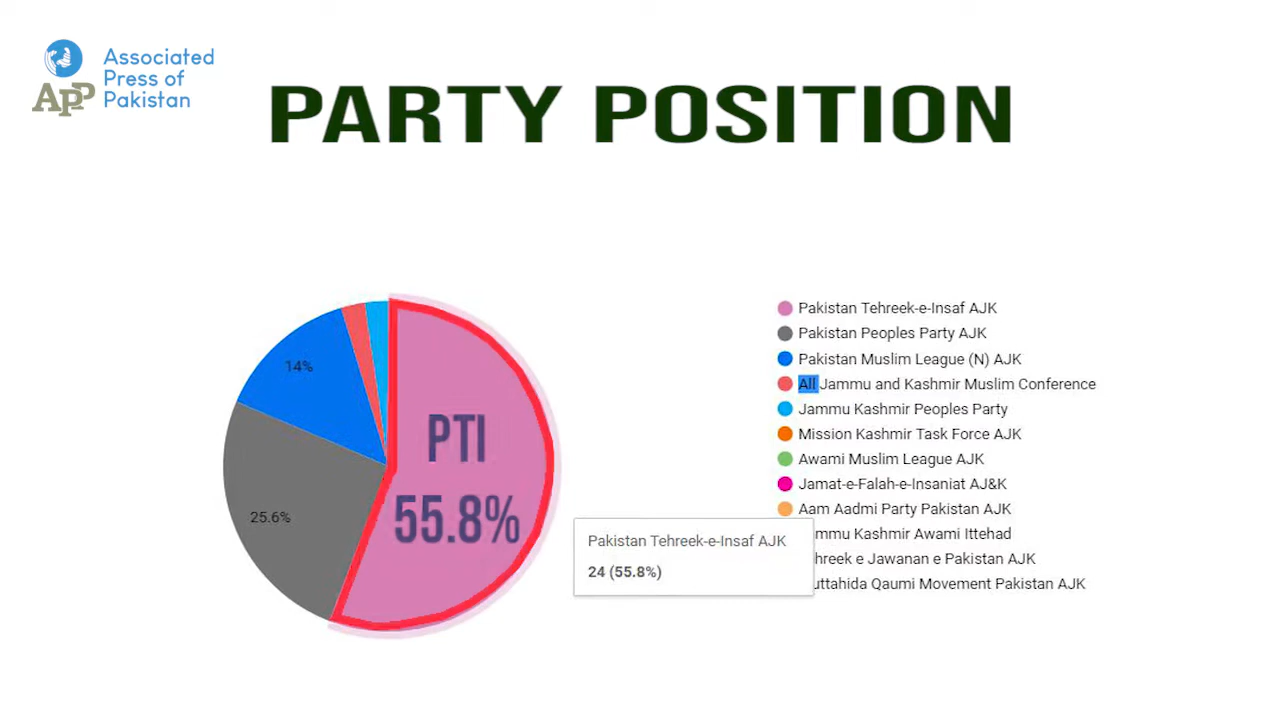 Associated
Press of
Pakistan
APP
PARTY POSITION
14%
25.6%
PTI
55.8%
Pakistan Tehreek-e-Insaf AJK
24 (55.8%)
Pakistan Tehreek-e-Insaf AJK
Pakistan Peoples Party AJK
Pakistan Muslim League (N) AJK
All Jammu and Kashmir Muslim Conference
Jammu Kashmir Peoples Party
Mission Kashmir Task Force AJK
Awami Muslim League AJK
Jamat-e-Falah-e-Insaniat AJ&K
Aam Aadmi Party Pakistan AJK
mmu Kashmir Awami Ittehad
hreek e Jawanan e Pakistan AJK
uttahida Qaumi Movement Pakistan AJK